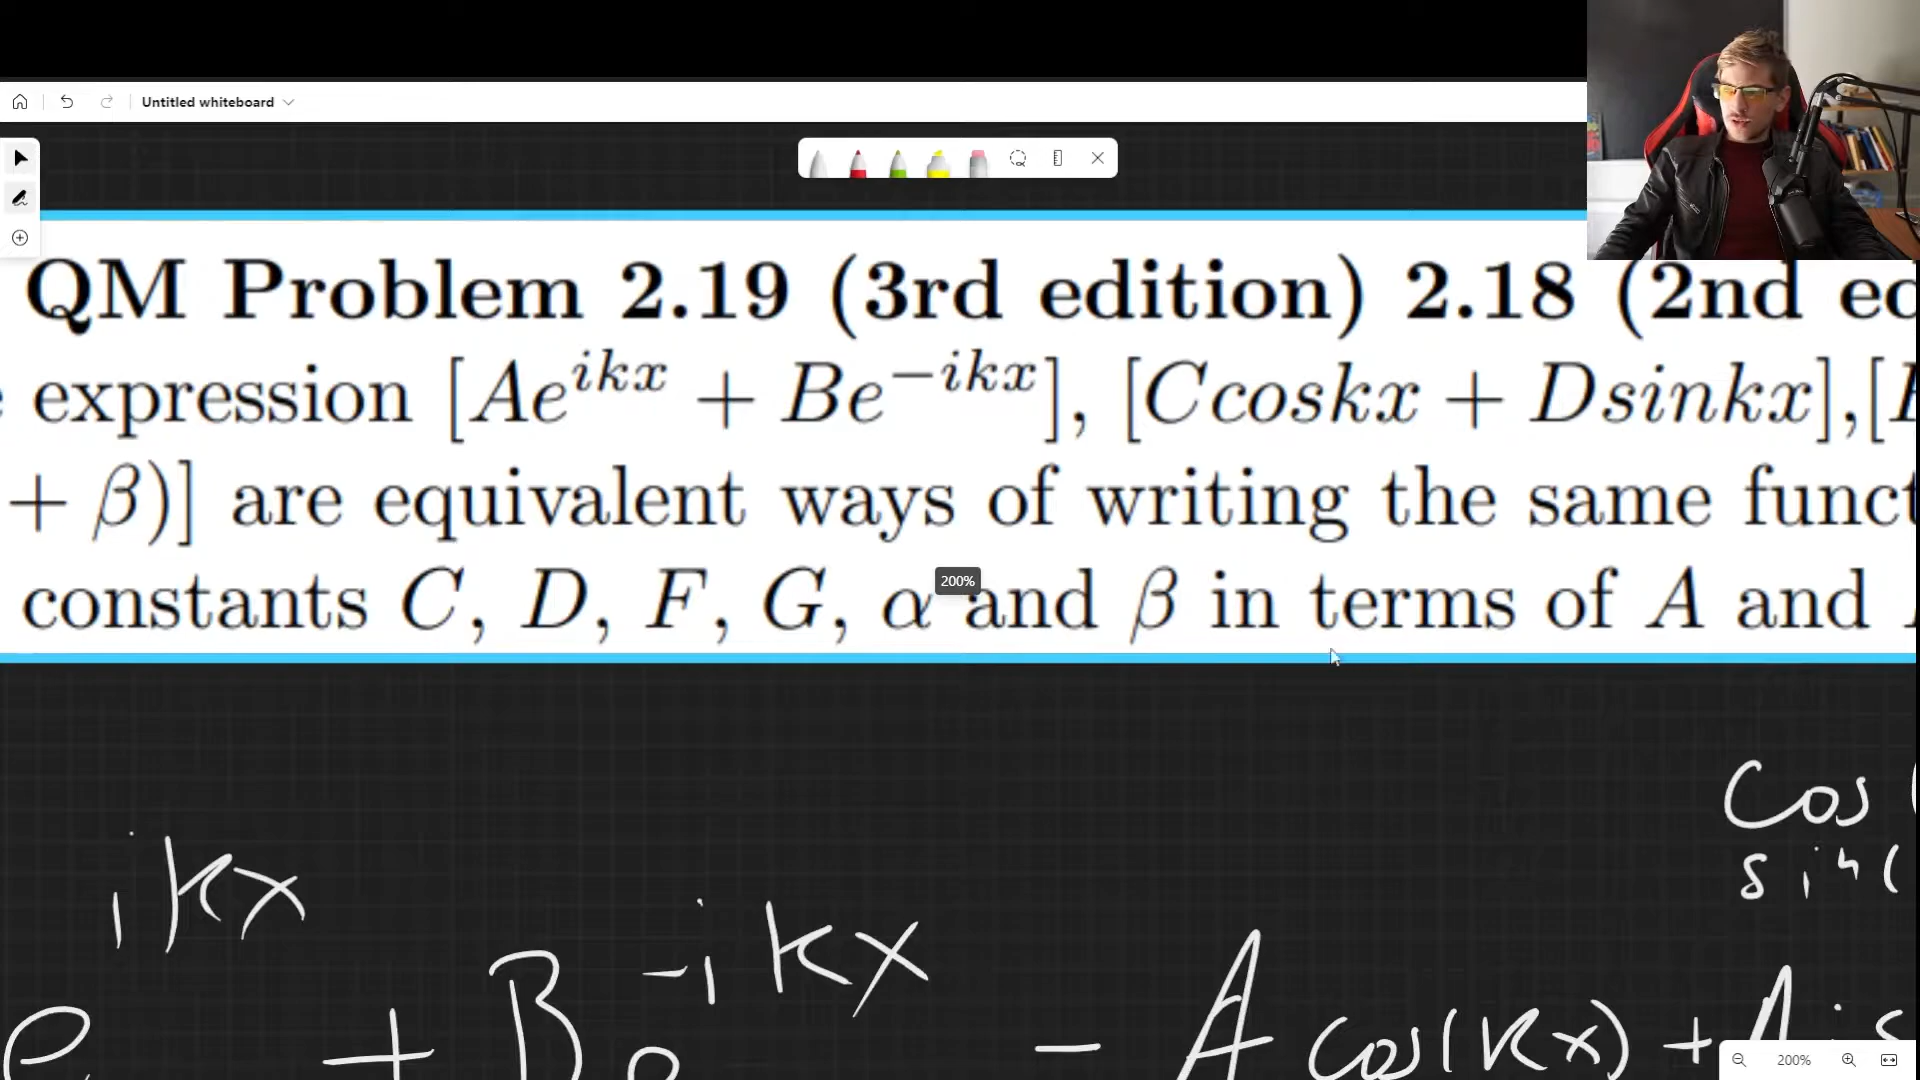 Untitled whiteboard
QM Problem 2.19 (3rd edition) 2.18 (2nd
expression [Ae^{ikx} + Be^{-ikx}], [Ccoskx + Dsinkx],[
+ β)] are equivalent ways of writing the same funct
200%
constants C, D, F, G, α and β in terms of A and
Cos
sin(
ikx
-ikx
e + B e = A cos(kx) + A i s
200%